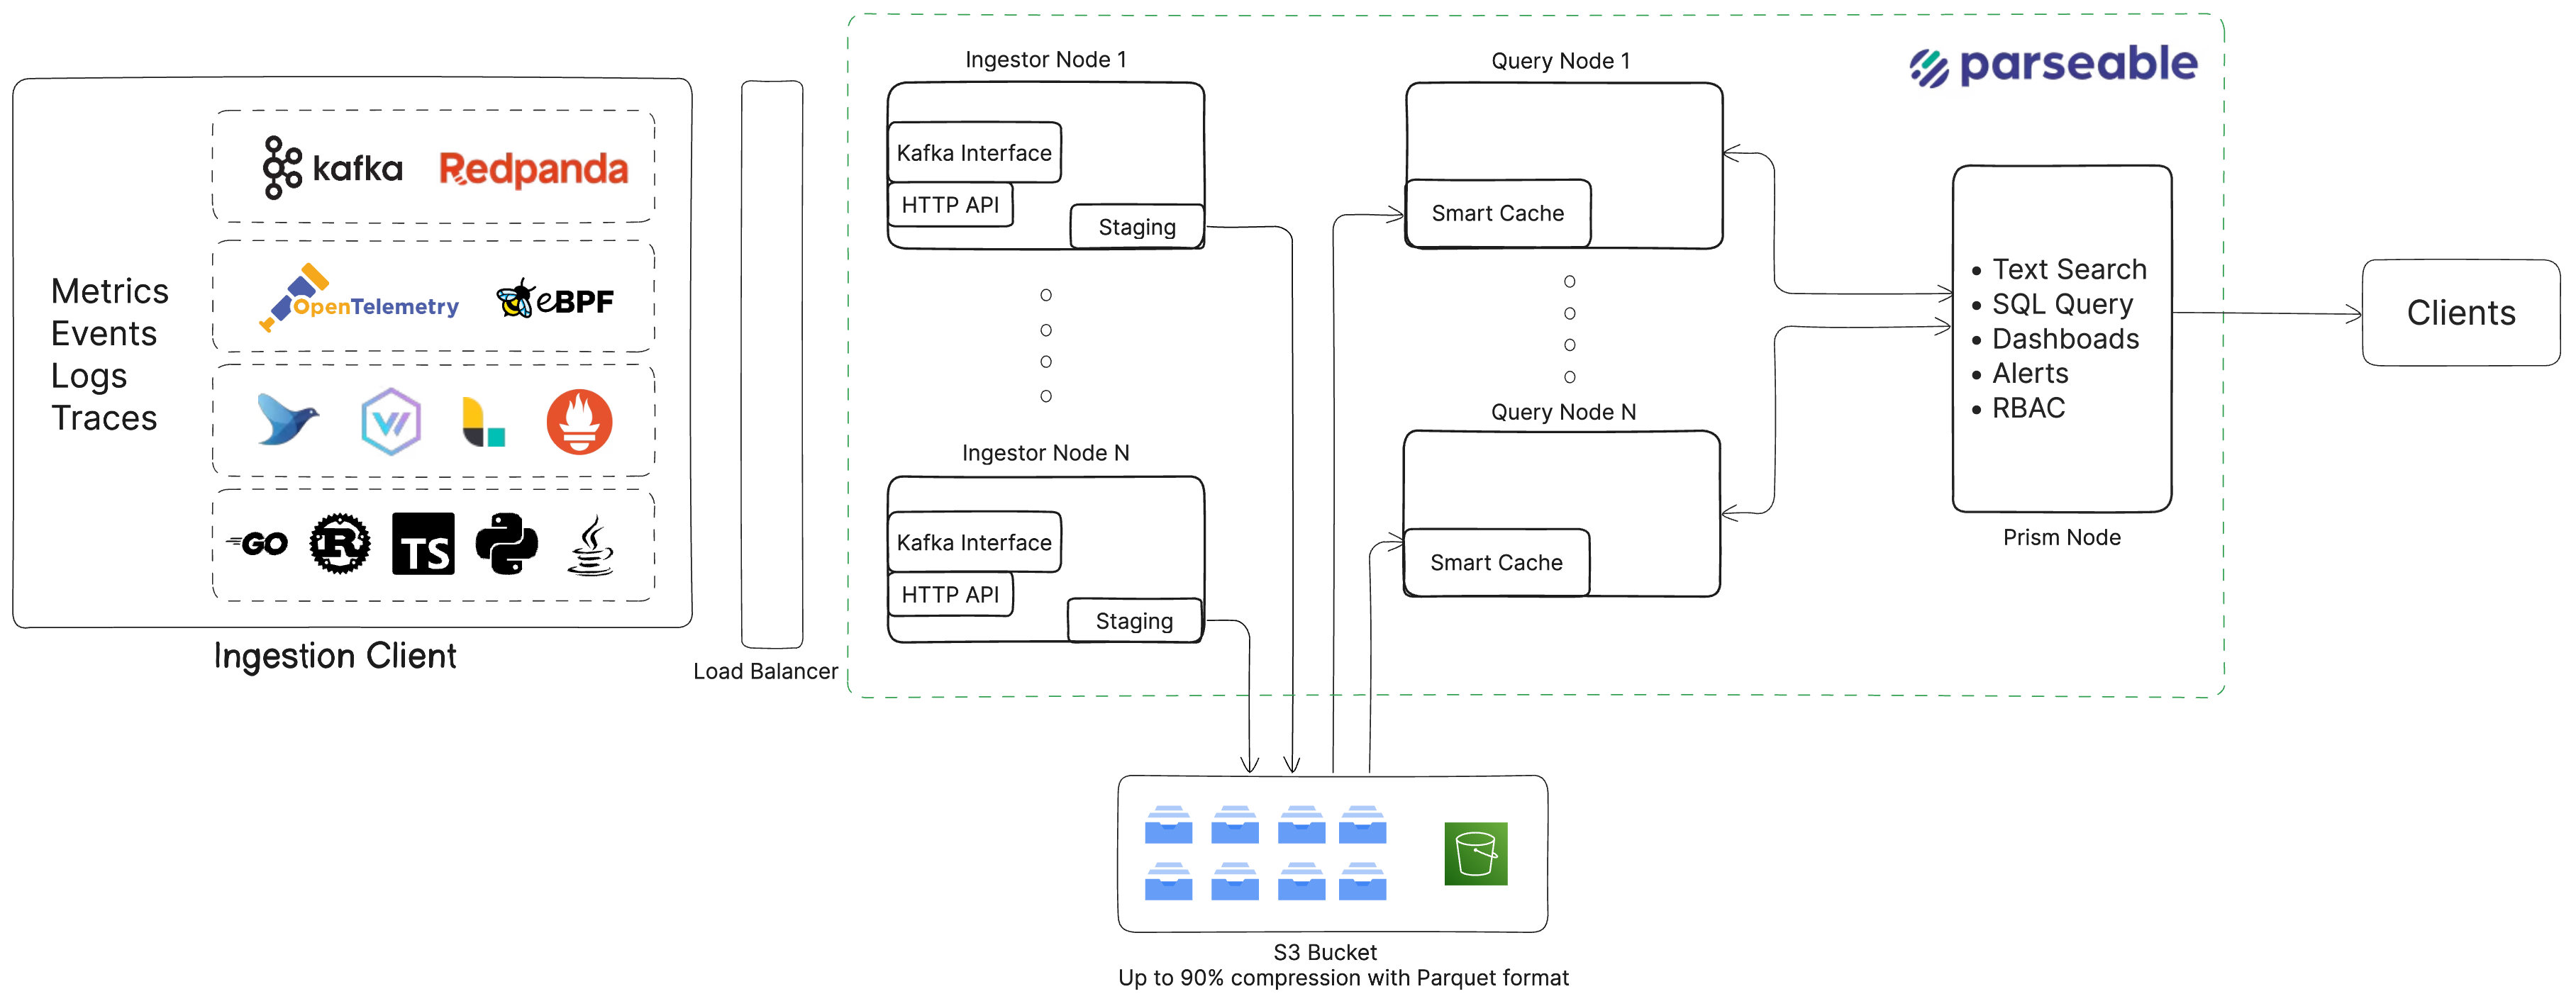 Metrics
Events
Logs
Traces
kafka
Redpanda
OpenTelemetry
eBPF
GO
R
TS
Ingestion Client
Load Balancer
Ingestor Node 1
Kafka Interface
HTTP API
Staging
Ingestor Node N
Kafka Interface
HTTP API
Staging
Query Node 1
Smart Cache
Query Node N
Smart Cache
parseable
• Text Search
• SQL Query
• Dashboads
• Alerts
• RBAC
Prism Node
Clients
S3 Bucket
Up to 90% compression with Parquet format